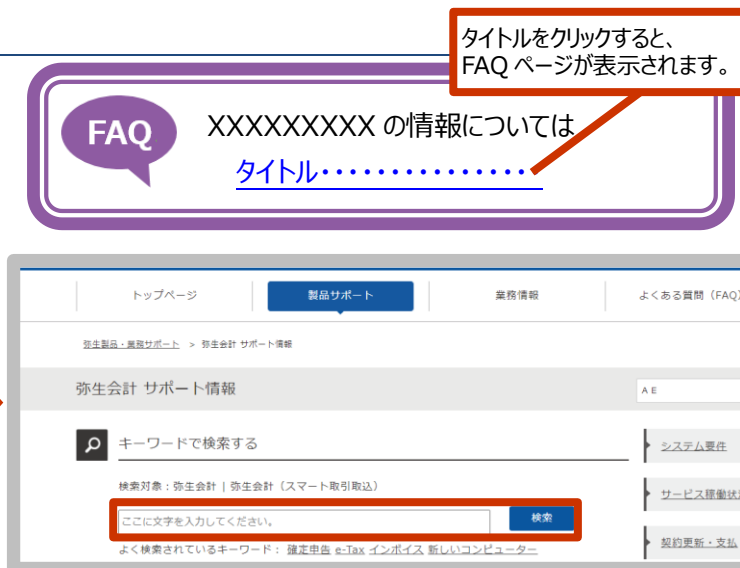 タイトルをクリックすると、
FAQ ページが表示されます。
FAQ
XXXXXXXXX の情報については
タイトル・・・・・・・・・・・・・・・
トップページ
製品サポート
業務情報
よくある質問（FAQ）
弥生製品・業務サポート > 弥生会計 サポート情報
弥生会計 サポート情報
A E
キーワードで検索する
検索対象：弥生会計 | 弥生会計（スマート取引取込）
ここに文字を入力してください。
検索
よく検索されているキーワード： 確定申告 e-Tax インボイス 新しいコンピューター
システム要件
サービス稼働状
契約更新・支払